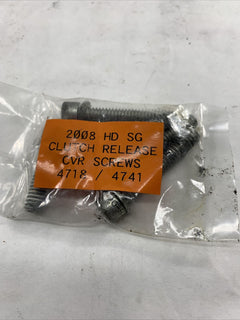 2008 HD SG
CLUTCH RELEASE
CVR SCREWS
4718 / 4741